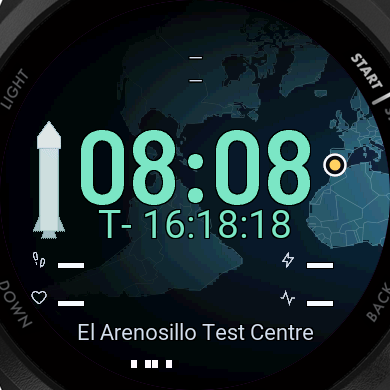 LIGHT
START
08:08
T- 16:18:18
DOWN
BACK
El Arenosillo Test Centre